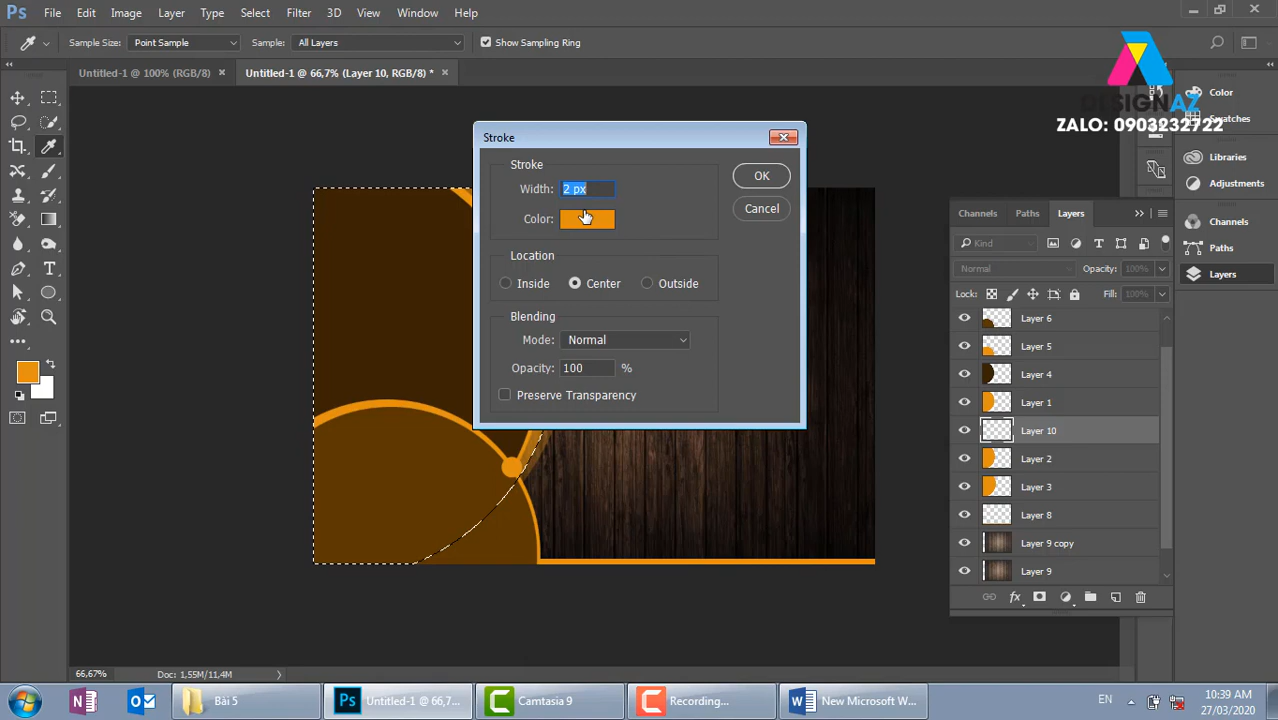 Ps File Edit Image Layer Type Select Filter 3D View Window Help
Sample Size: Point Sample Sample: All Layers Show Sampling Ring
Untitled-1 @ 100% (RGB/8) × Untitled-1 @ 66,7% (Layer 10, RGB/8) * ×
DESIGNAZ
ZALO: 0903232722
Color
Swatches
Libraries
Adjustments
Channels
Paths
Layers
Stroke
Stroke
Width: 2 px
Color:
OK
Cancel
Location
Inside Center Outside
Blending
Mode: Normal
Opacity: 100 %
Preserve Transparency
Channels Paths Layers
Kind
Normal Opacity: 100%
Lock: Fill: 100%
Layer 6
Layer 5
Layer 4
Layer 1
Layer 10
Layer 2
Layer 3
Layer 8
Layer 9 copy
Layer 9
fx
66,67% Doc: 1,55M/11,4M
Bài 5
Ps Untitled-1 @ 66,7...
Camtasia 9
Recording...
New Microsoft W...
EN
10:39 AM
27/03/2020